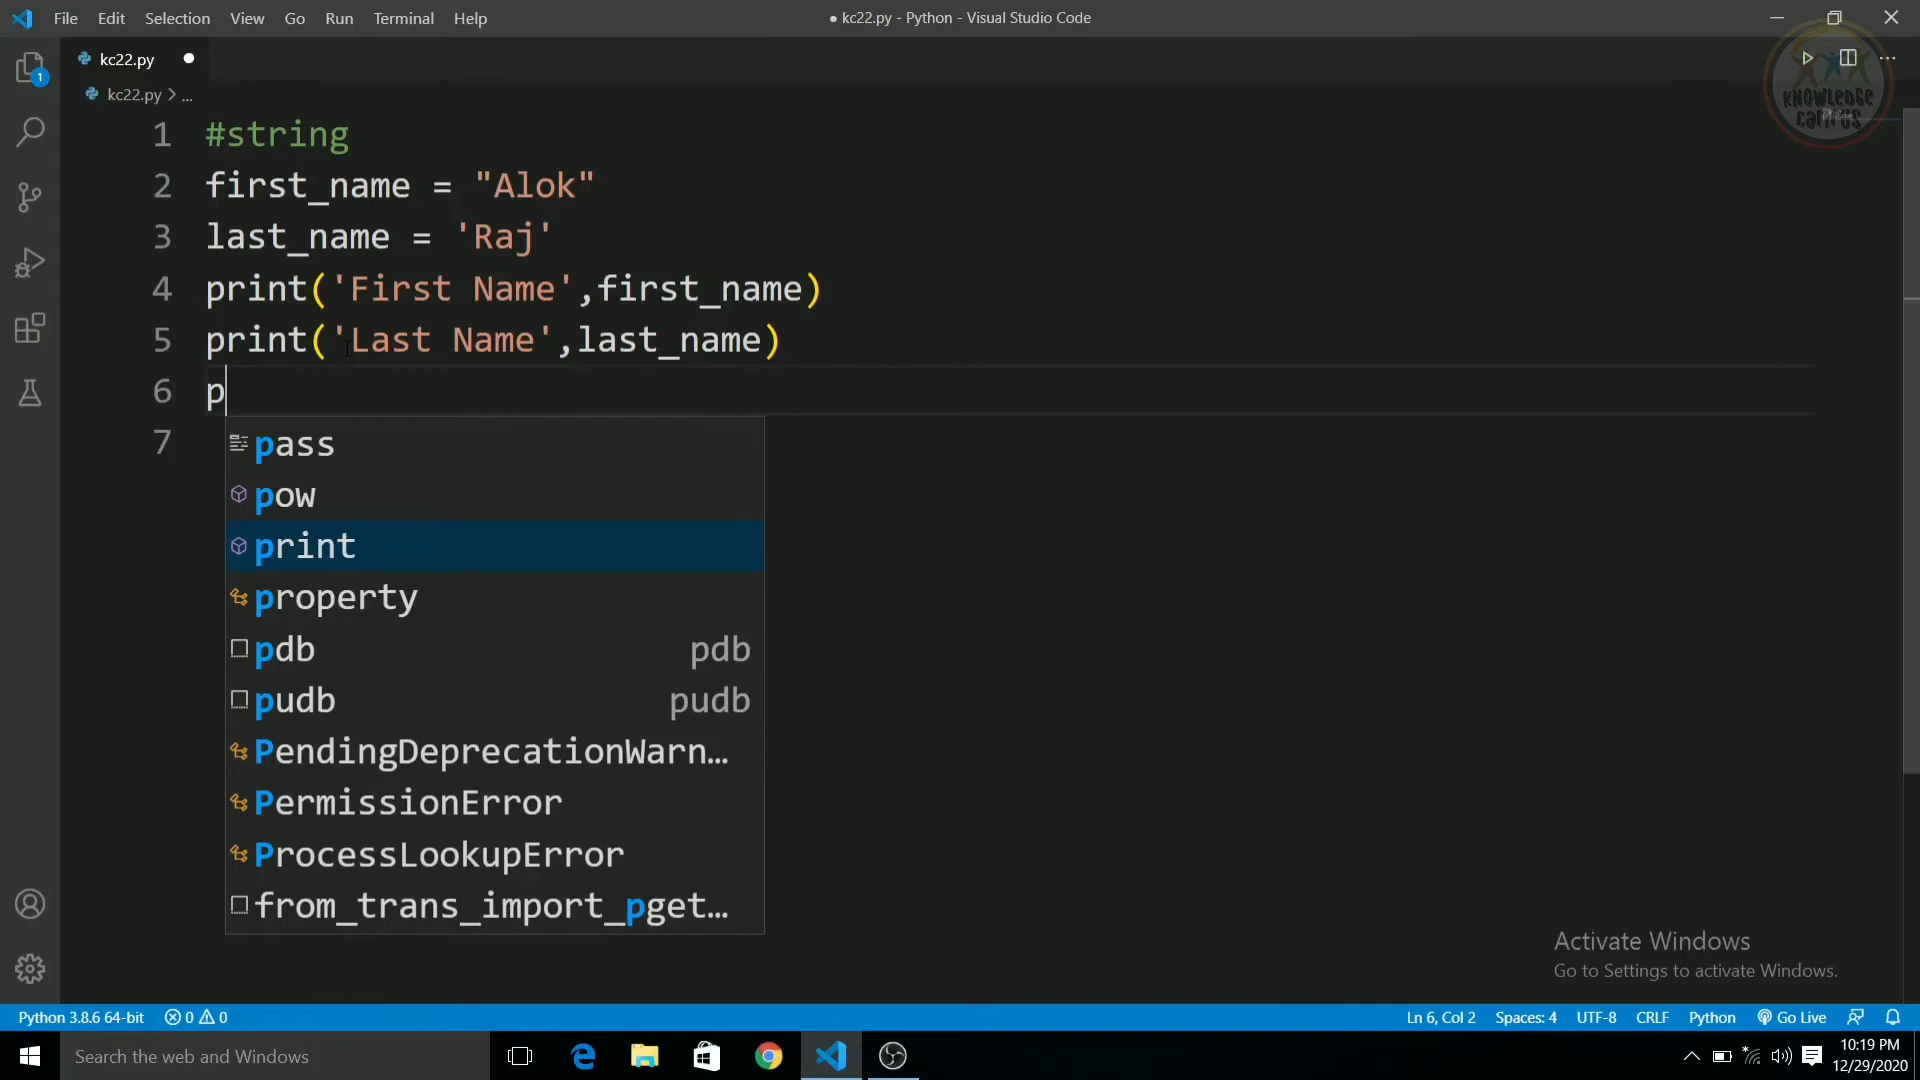 File Edit Selection View Go Run Terminal Help
● kc22.py - Python - Visual Studio Code
kc22.py
kc22.py > ...
KNOWLEDGE
1
1 #string
2 first_name = "Alok"
3 last_name = 'Raj'
4 print('First Name',first_name)
5 print('Last Name',last_name)
6 p
7
pass
pow
print
property
pdb pdb
pudb pudb
PendingDeprecationWarn…
PermissionError
ProcessLookupError
from_trans_import_pget…
Activate Windows
Go to Settings to activate Windows.
Python 3.8.6 64-bit 0 0 Ln 6, Col 2 Spaces: 4 UTF-8 CRLF Python Go Live
Search the web and Windows
10:19 PM
12/29/2020